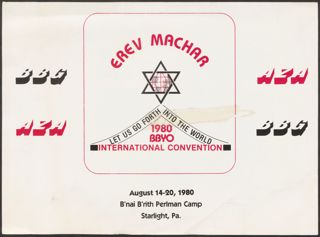 EREV MACHAR
BBG
AZA
AZA
BBG
LET US GO FORTH INTO THE WORLD
1980
BBYO
INTERNATIONAL CONVENTION
August 14-20, 1980
B'nai B'rith Perlman Camp
Starlight, Pa.